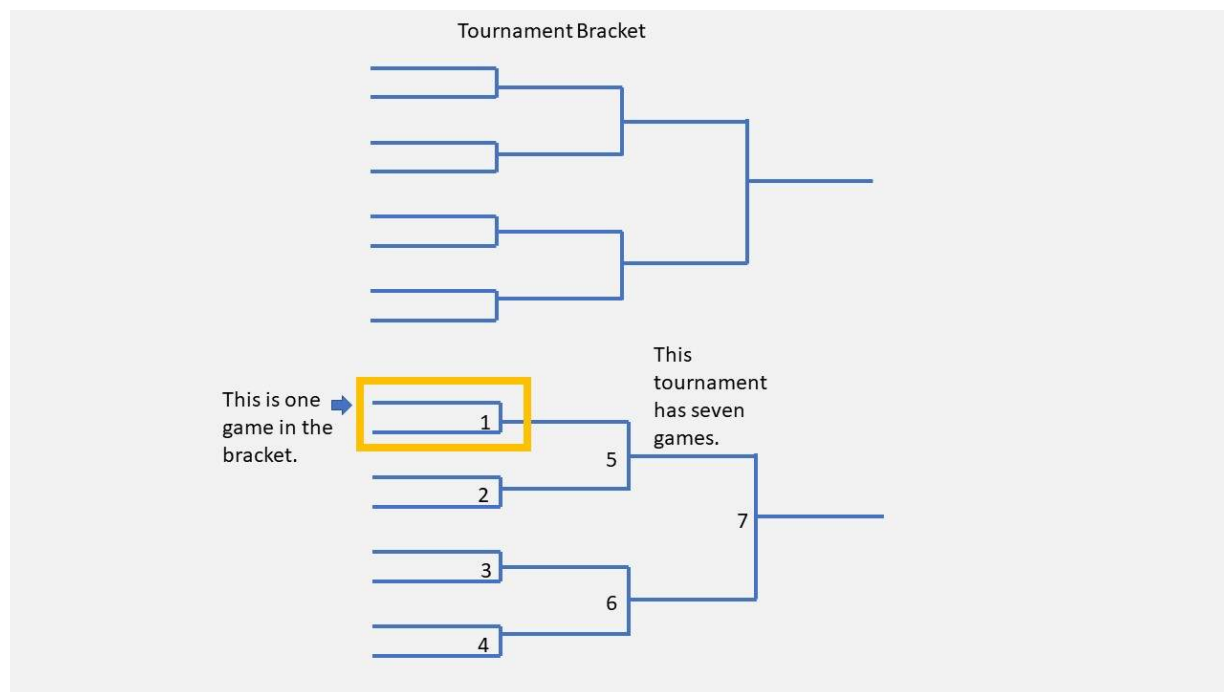 Tournament Bracket
This is one
game in the
bracket.
This
tournament
has seven
games.
1
5
2
7
3
6
4